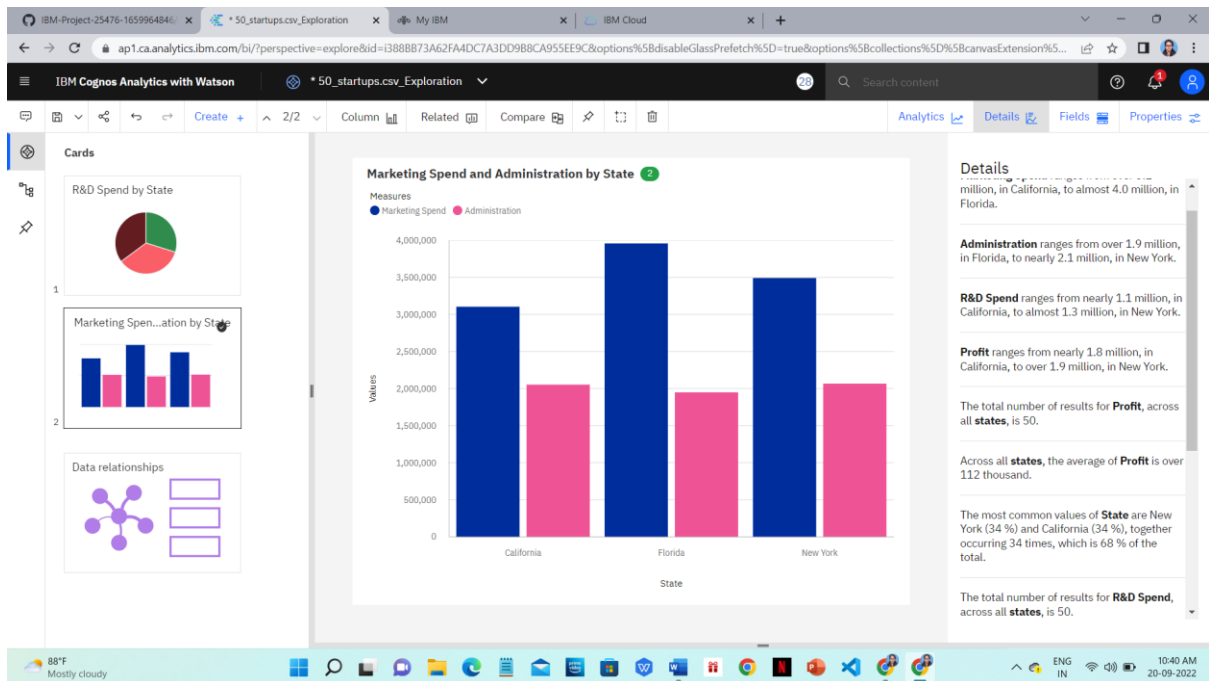 IBM-Project-25476-1659964846/
* 50_startups.csv_Exploration
My IBM
IBM Cloud
ap1.ca.analytics.ibm.com/bi/?perspective=explore&id=i388BB73A62FA4DC7A3DD9B8CA955EE9C&options%5BdisableGlassPrefetch%5D=true&options%5Bcollections%5D%5BcanvasExtension%5...
IBM Cognos Analytics with Watson
* 50_startups.csv_Exploration
28
Search content
1
Create +
2/2
Column
Related
Compare
Analytics
Details
Fields
Properties
Cards
R&D Spend by State
1
Marketing Spen...ation by State
2
Data relationships
Marketing Spend and Administration by State 2
Measures
Marketing Spend Administration
4,000,000
3,500,000
3,000,000
2,500,000
2,000,000
1,500,000
1,000,000
500,000
0
Values
California
Florida
New York
State
Details
million, in California, to almost 4.0 million, in
Florida.
Administration ranges from over 1.9 million,
in Florida, to nearly 2.1 million, in New York.
R&D Spend ranges from nearly 1.1 million, in
California, to almost 1.3 million, in New York.
Profit ranges from nearly 1.8 million, in
California, to over 1.9 million, in New York.
The total number of results for Profit, across
all states, is 50.
Across all states, the average of Profit is over
112 thousand.
The most common values of State are New
York (34 %) and California (34 %), together
occurring 34 times, which is 68 % of the
total.
The total number of results for R&D Spend,
across all states, is 50.
88°F
Mostly cloudy
ENG
IN
10:40 AM
20-09-2022